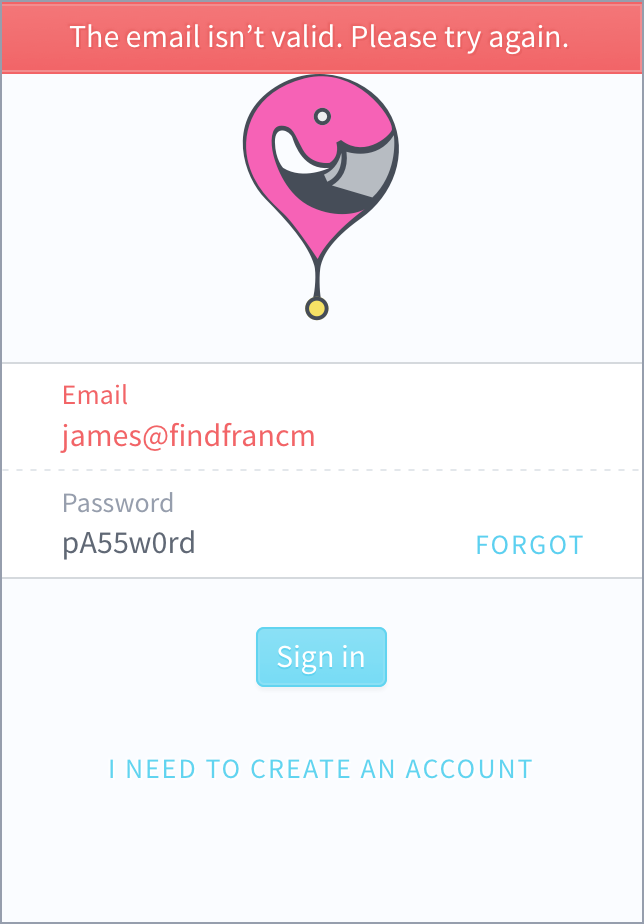 The email isn’t valid. Please try again.
Email
james@findfrancm
Password
pA55w0rd
FORGOT
Sign in
I NEED TO CREATE AN ACCOUNT